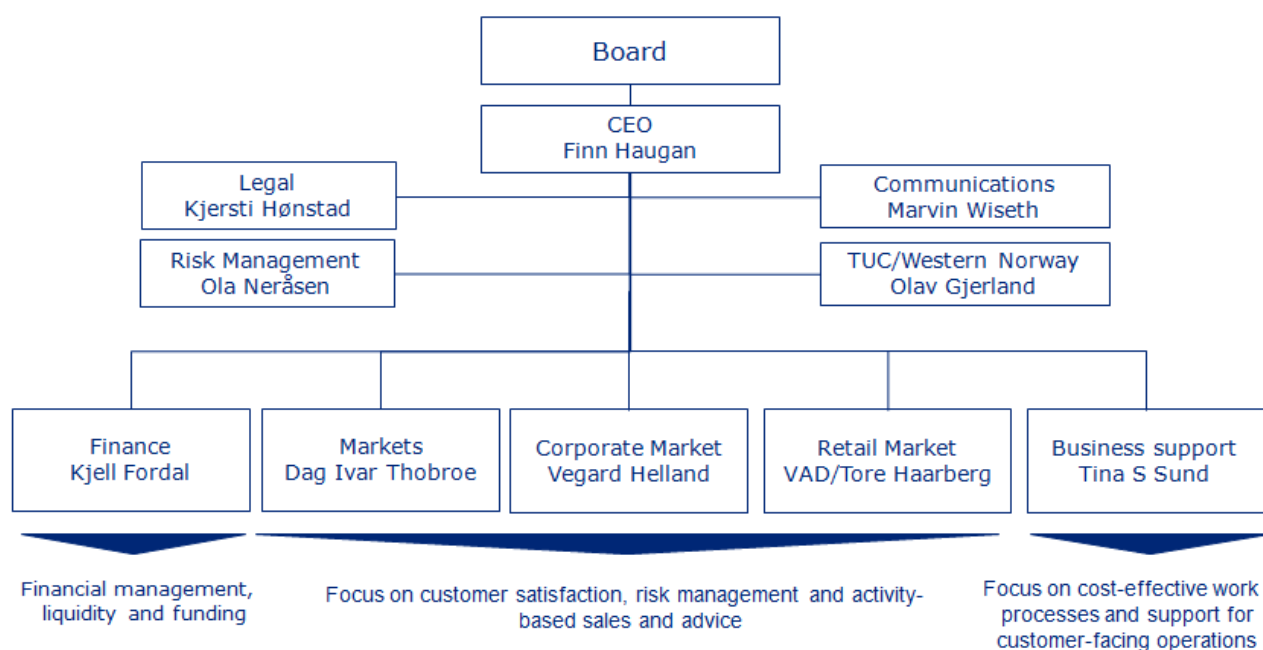 Board
CEO
Finn Haugan
Legal
Kjersti Hønstad
Communications
Marvin Wiseth
Risk Management
Ola Neråsen
TUC/Western Norway
Olav Gjerland
Finance
Kjell Fordal
Markets
Dag Ivar Thobroe
Corporate Market
Vegard Helland
Retail Market
VAD/Tore Haarberg
Business support
Tina S Sund
Financial management,
liquidity and funding
Focus on customer satisfaction, risk management and activity-
based sales and advice
Focus on cost-effective work
processes and support for
customer-facing operations